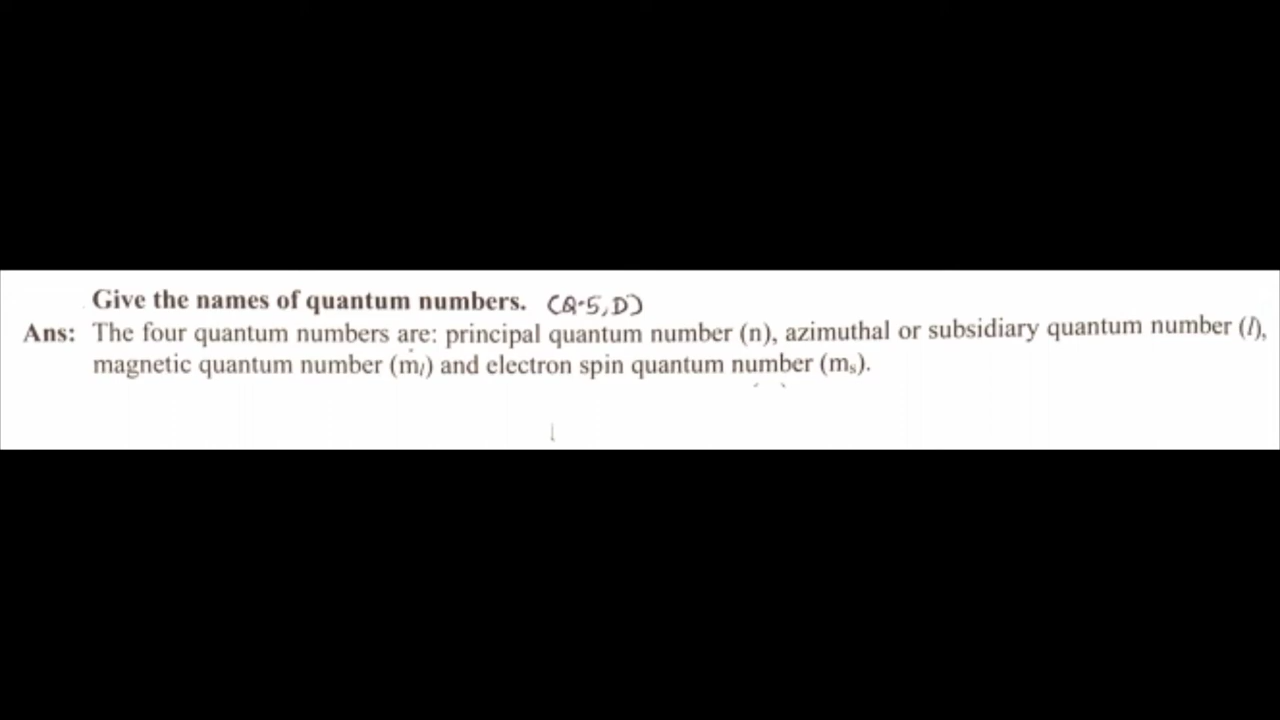 Give the names of quantum numbers. (Q.5,D)
Ans: The four quantum numbers are: principal quantum number (n), azimuthal or subsidiary quantum number (l),
magnetic quantum number (mₗ) and electron spin quantum number (mₛ).